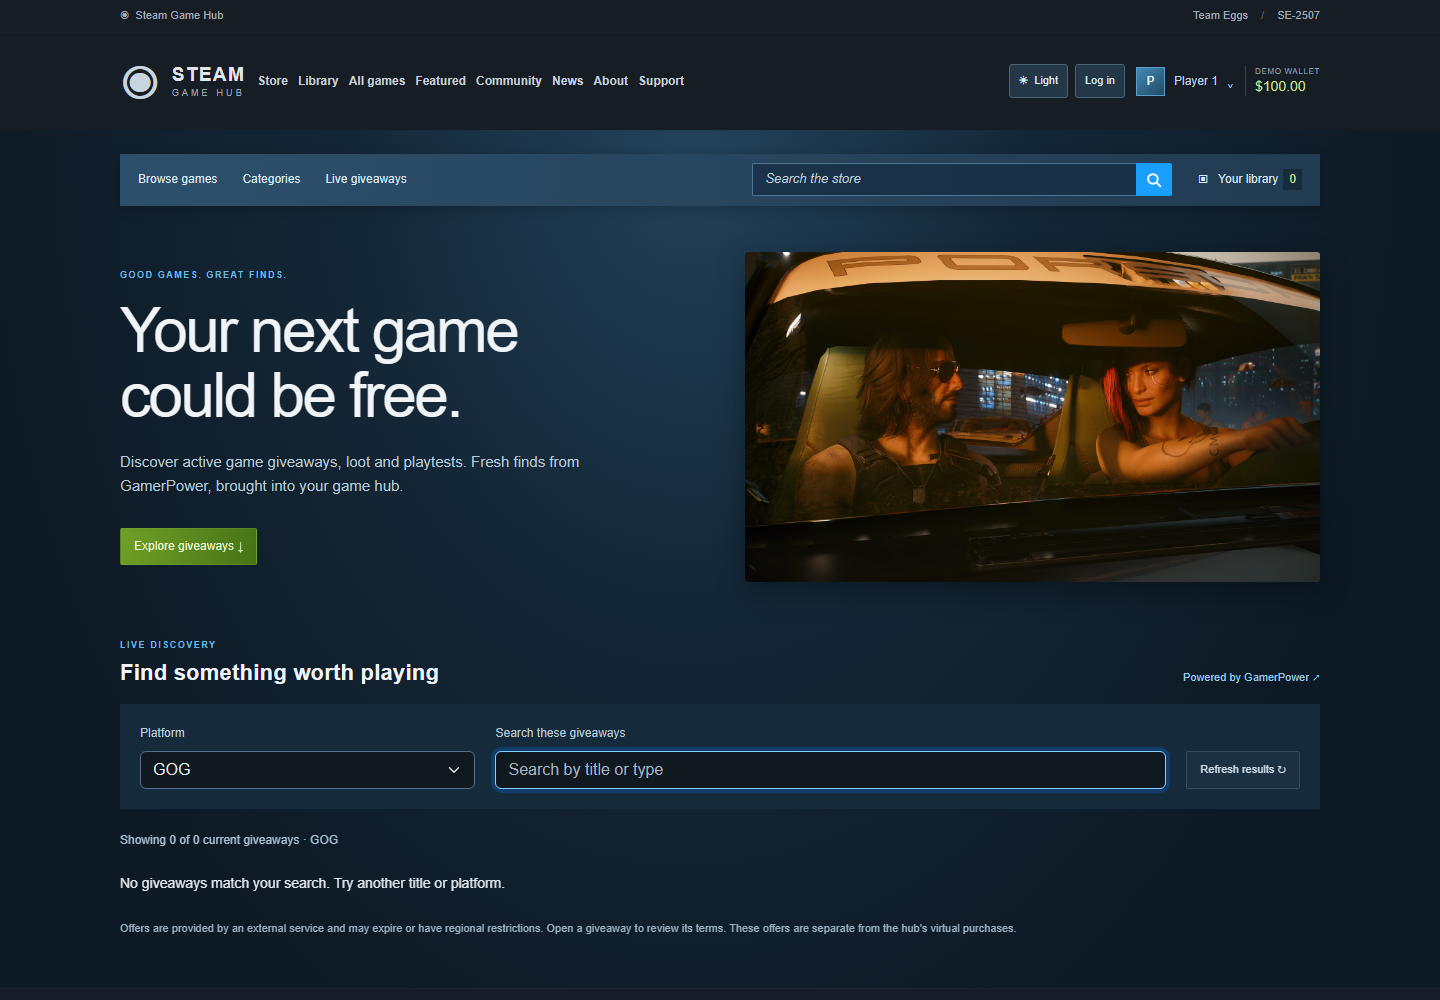 Steam Game Hub
Team Eggs / SE-2507
STEAM
GAME HUB
Store Library All games Featured Community News About Support
Light
Log in
P
Player 1
DEMO WALLET
$100.00
Browse games Categories Live giveaways
Search the store
Your library 0
GOOD GAMES. GREAT FINDS.
Your next game
could be free.
Discover active game giveaways, loot and playtests. Fresh finds from
GamerPower, brought into your game hub.
Explore giveaways ↓
LIVE DISCOVERY
Find something worth playing
Powered by GamerPower ↗
Platform
Search these giveaways
GOG
Search by title or type
Refresh results ↻
Showing 0 of 0 current giveaways · GOG
No giveaways match your search. Try another title or platform.
Offers are provided by an external service and may expire or have regional restrictions. Open a giveaway to review its terms. These offers are separate from the hub's virtual purchases.